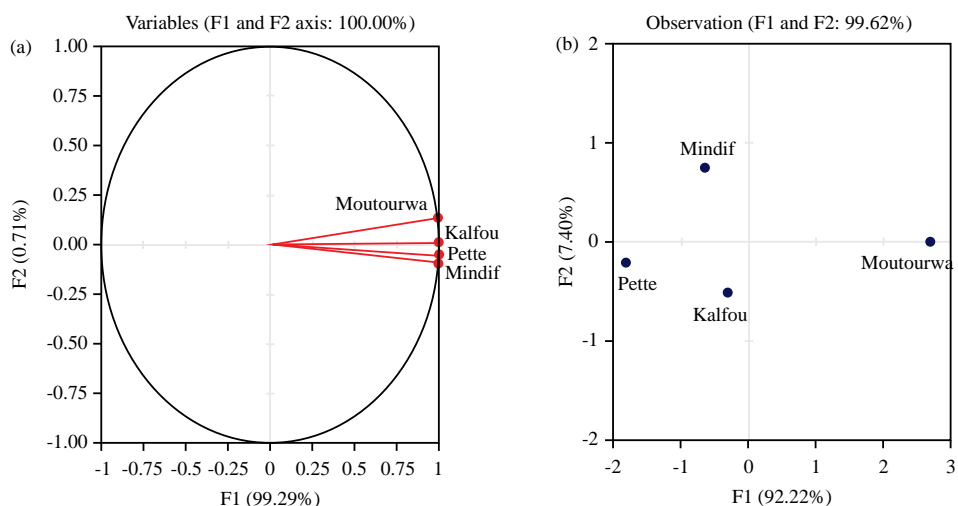 Variables (F1 and F2 axis: 100.00%)
(a)
1.00
0.75
0.50
0.25
0.00
-0.25
-0.50
-0.75
-1.00
F2 (0.71%)
Moutourwa
Kalfou
Pette
Mindif
-1 -0.75 -0.5 -0.25 0 0.25 0.50 0.75 1
F1 (99.29%)
Observation (F1 and F2: 99.62%)
(b)
2
1
0
-1
-2
F2 (7.40%)
Mindif
Moutourwa
Pette
Kalfou
-2 -1 0 1 2 3
F1 (92.22%)